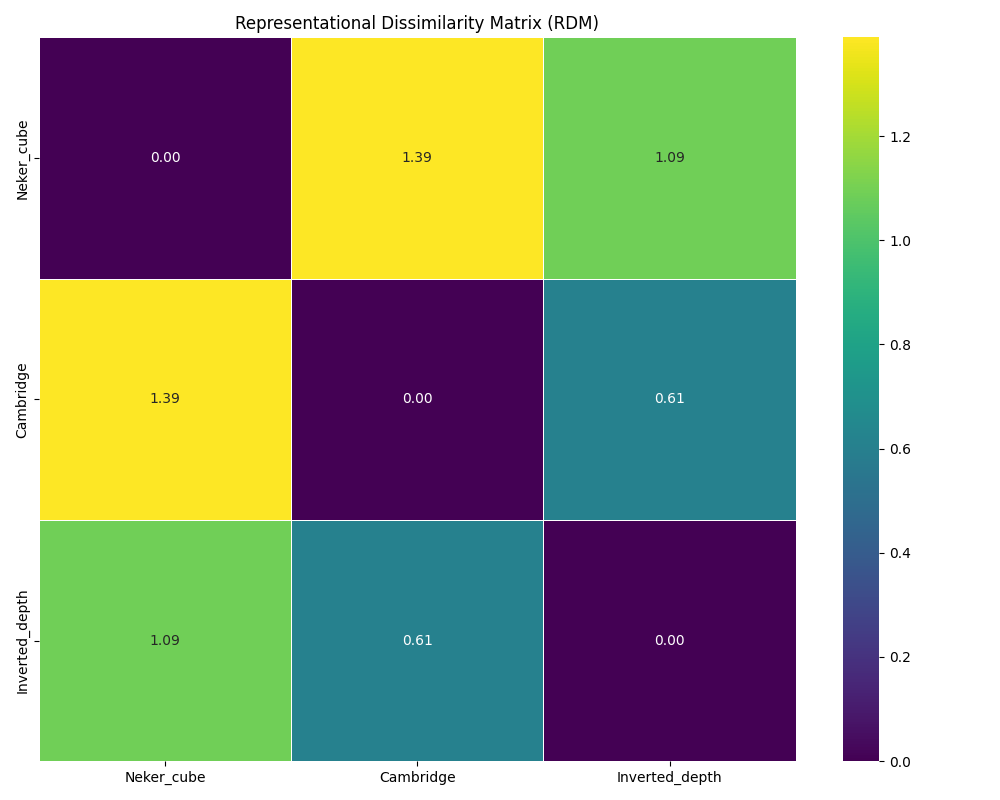 Representational Dissimilarity Matrix (RDM)
Neker_cube
0.00 1.39 1.09
Cambridge
1.39 0.00 0.61
Inverted_depth
1.09 0.61 0.00
Neker_cube Cambridge Inverted_depth
1.2
1.0
0.8
0.6
0.4
0.2
0.0